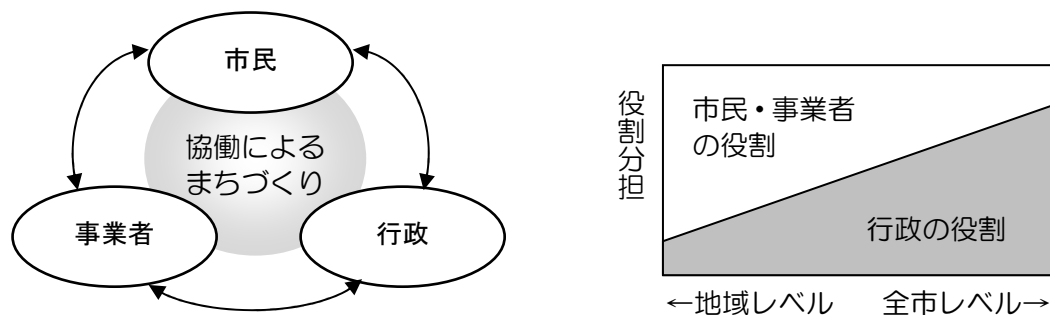 市民
協働による
まちづくり
事業者
行政
役割分担
市民・事業者
の役割
行政の役割
←地域レベル
全市レベル→